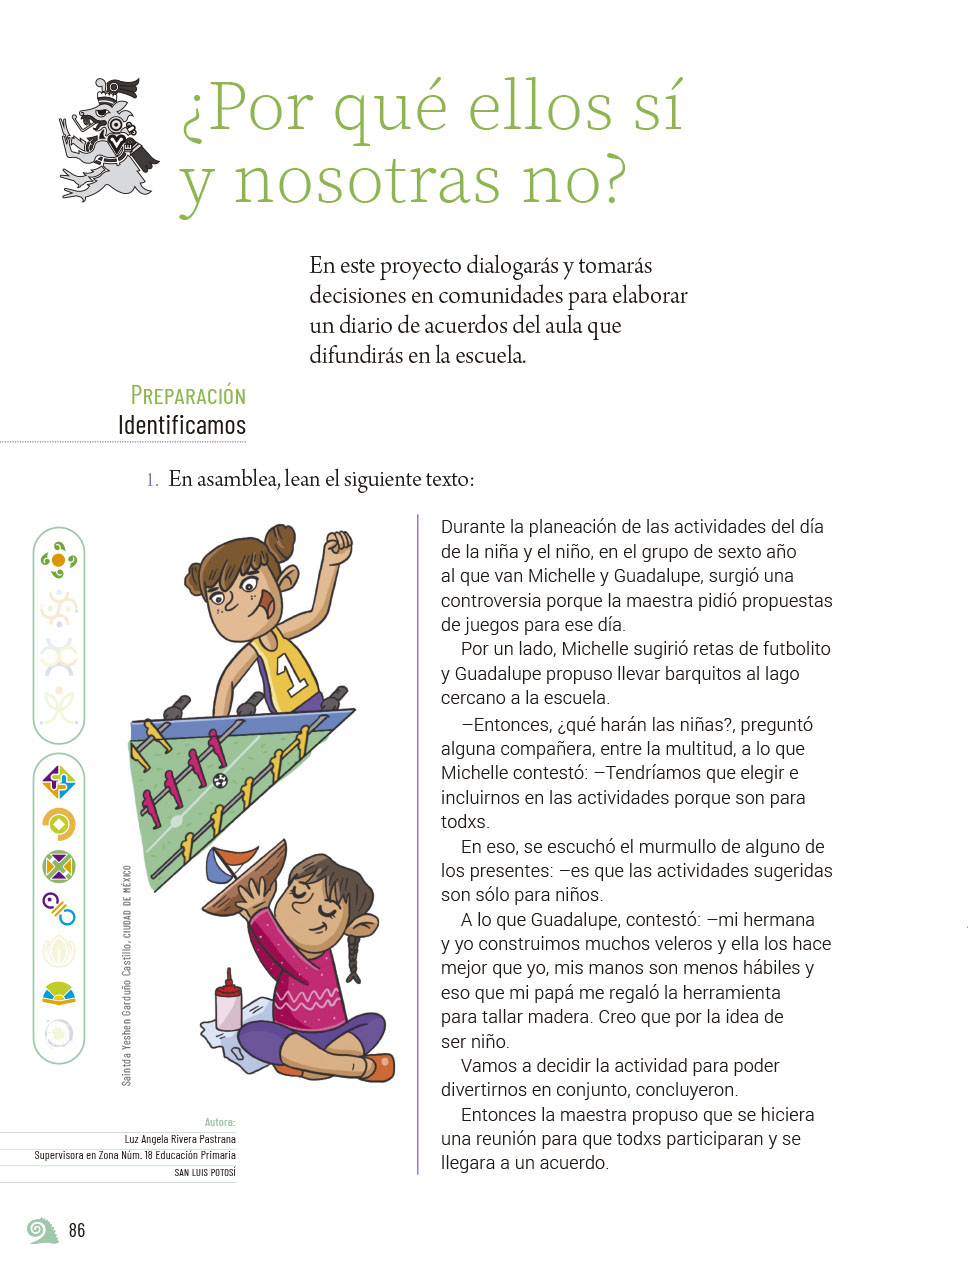 ¿Por qué ellos sí
y nosotras no?
En este proyecto dialogarás y tomarás
decisiones en comunidades para elaborar
un diario de acuerdos del aula que
difundirás en la escuela.
Preparación
Identificamos
1. En asamblea, lean el siguiente texto:
Durante la planeación de las actividades del día
de la niña y el niño, en el grupo de sexto año
al que van Michelle y Guadalupe, surgió una
controversia porque la maestra pidió propuestas
de juegos para ese día.
Por un lado, Michelle sugirió retas de futbolito
y Guadalupe propuso llevar barquitos al lago
cercano a la escuela.
–Entonces, ¿qué harán las niñas?, preguntó
alguna compañera, entre la multitud, a lo que
Michelle contestó: –Tendríamos que elegir e
incluirnos en las actividades porque son para
todxs.
En eso, se escuchó el murmullo de alguno de
los presentes: –es que las actividades sugeridas
son sólo para niños.
A lo que Guadalupe, contestó: –mi hermana
y yo construimos muchos veleros y ella los hace
mejor que yo, mis manos son menos hábiles y
eso que mi papá me regaló la herramienta
para tallar madera. Creo que por la idea de
ser niño.
Vamos a decidir la actividad para poder
divertirnos en conjunto, concluyeron.
Entonces la maestra propuso que se hiciera
una reunión para que todxs participaran y se
llegara a un acuerdo.
1
Saintda Yeshen Garduño Castillo, CIUDAD DE MÉXICO
Autora:
Luz Angela Rivera Pastrana
Supervisora en Zona Núm. 18 Educación Primaria
SAN LUIS POTOSÍ
86